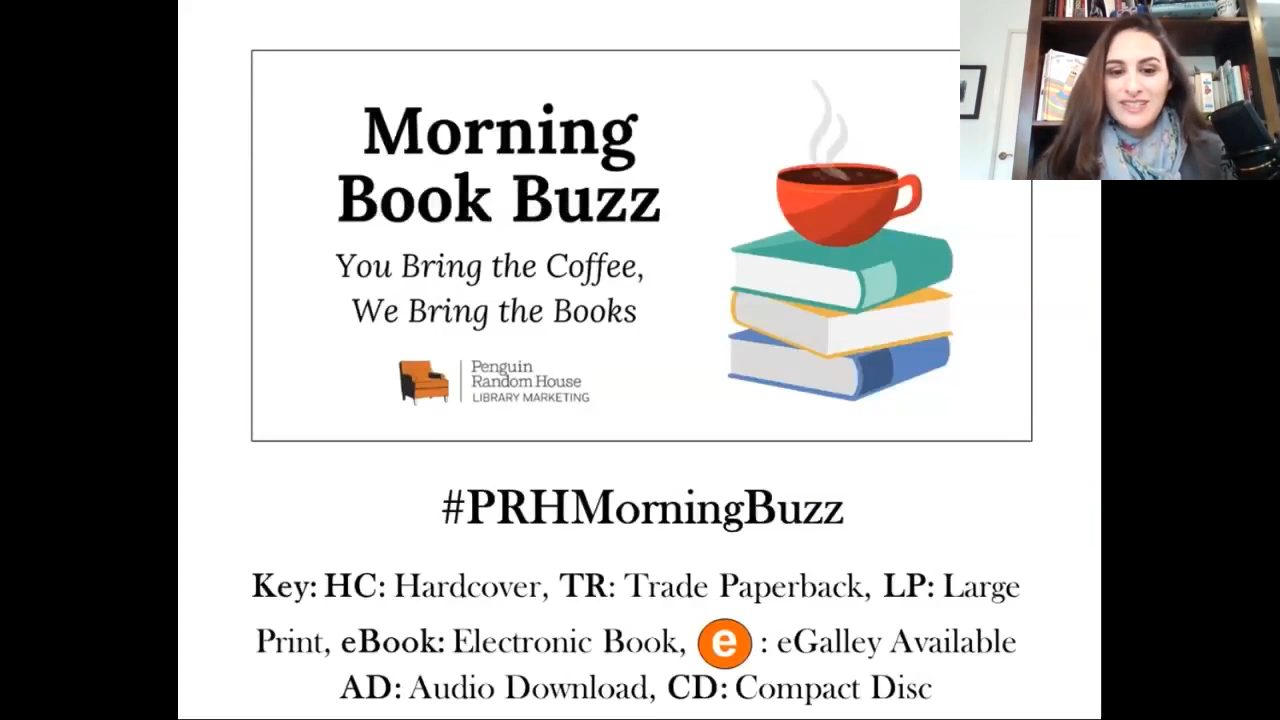 Morning
Book Buzz
You Bring the Coffee,
We Bring the Books
Penguin
Random House
LIBRARY MARKETING
#PRHMorningBuzz
Key: HC: Hardcover, TR: Trade Paperback, LP: Large
Print, eBook: Electronic Book, e : eGalley Available
AD: Audio Download, CD: Compact Disc